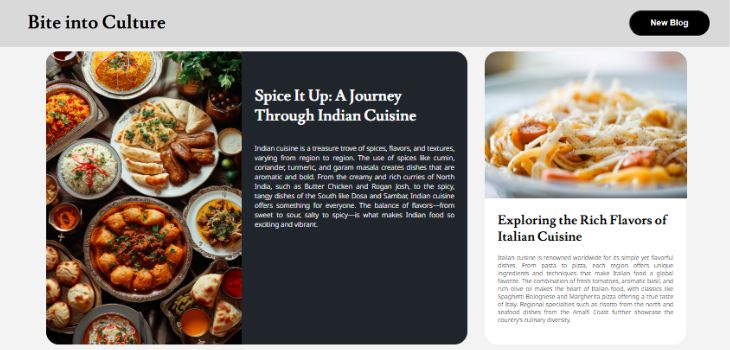 Bite into Culture
New Blog
Spice It Up: A Journey
Through Indian Cuisine
Indian cuisine is a treasure trove of spices, flavors, and textures,
varying from region to region. The use of spices like cumin,
coriander, turmeric, and garam masala creates dishes that are
aromatic and bold. From the creamy and rich curries of North
India, such as Butter Chicken and Rogan Josh, to the spicy,
tangy dishes of the South like Dosa and Sambar, Indian cuisine
offers something for everyone. The balance of flavors—from
sweet to sour, salty to spicy—is what makes Indian food so
exciting and vibrant.
Exploring the Rich Flavors of
Italian Cuisine
Italian cuisine is renowned worldwide for its simple yet flavorful
dishes. From pasta to pizza, each region offers unique
ingredients and techniques that make Italian food a global
favorite. The combination of fresh tomatoes, aromatic basil, and
rich olive oil makes the heart of Italian food, with classics like
Spaghetti Bolognese and Margherita pizza offering a true taste
of Italy. Regional specialties such as risotto from the north and
seafood dishes from the Amalfi Coast further showcase the
country's culinary diversity.